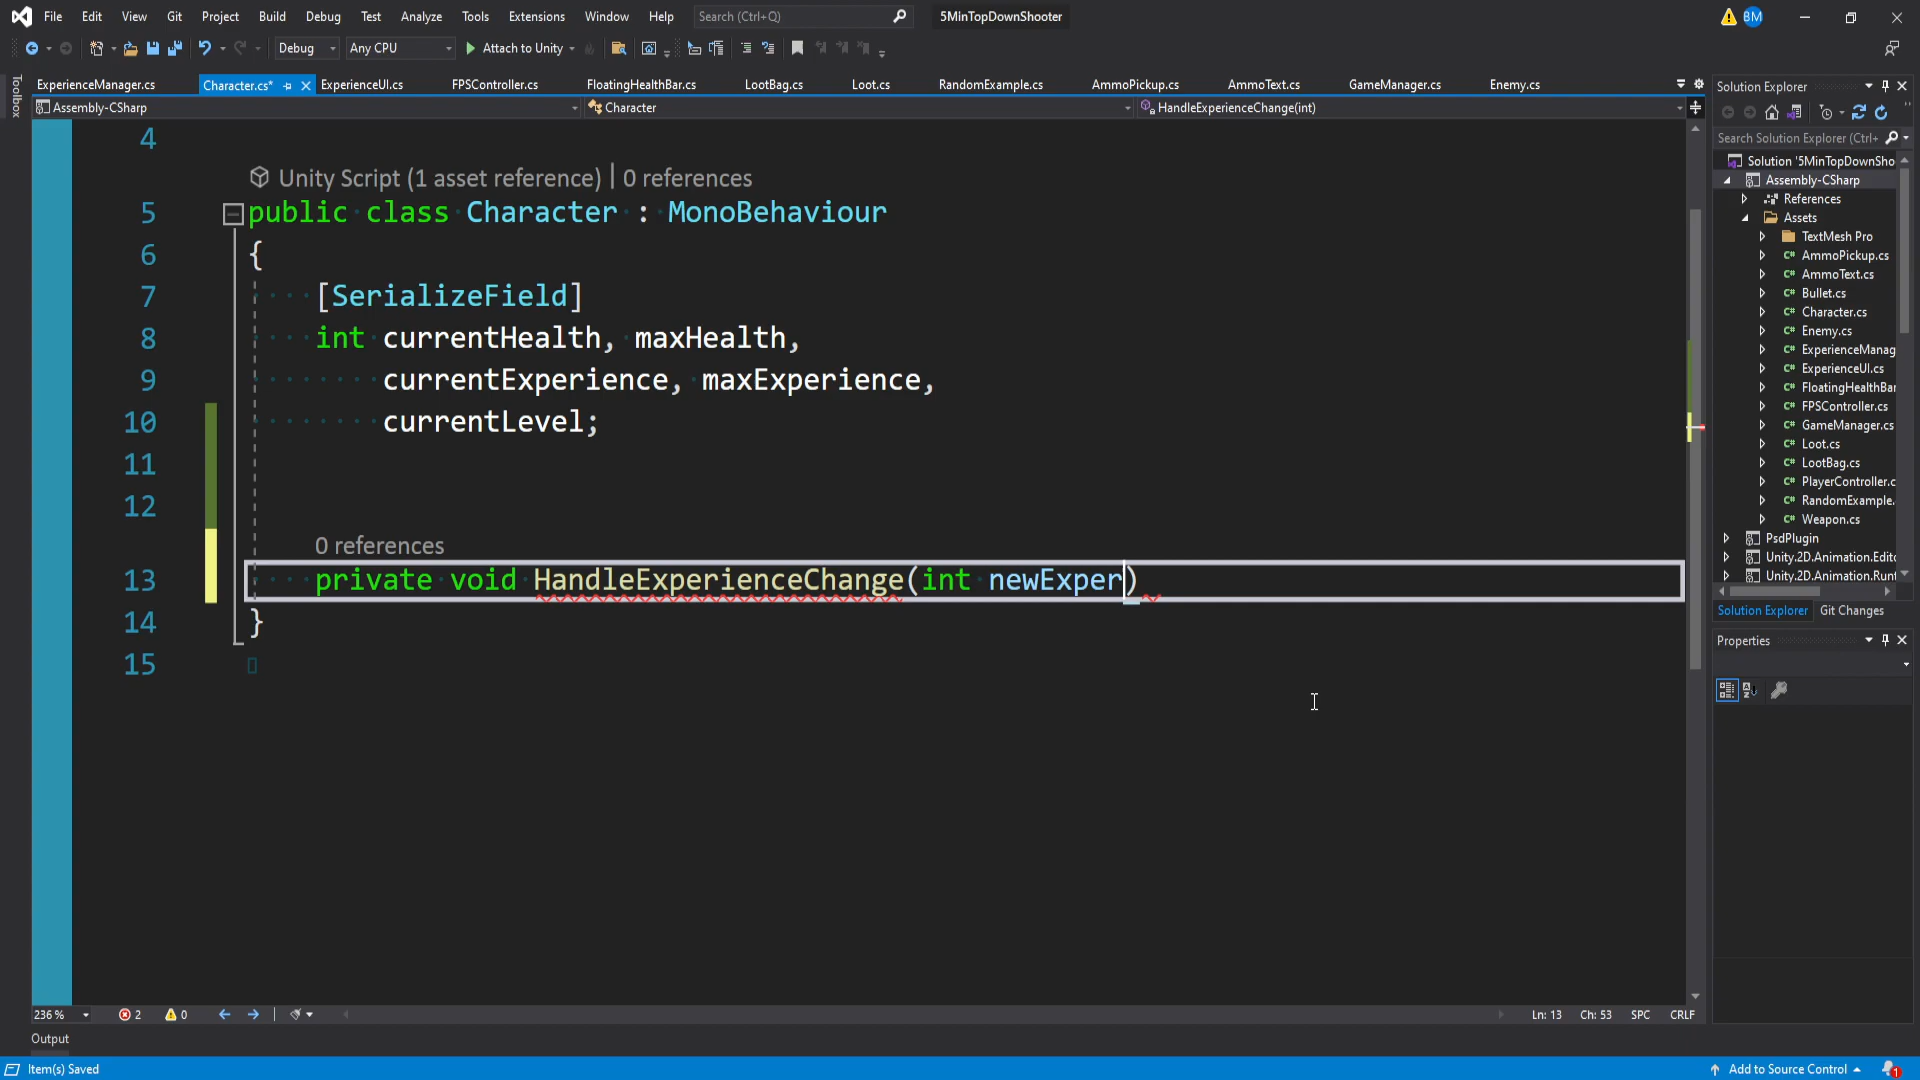 File Edit View Git Project Build Debug Test Analyze Tools Extensions Window Help Search (Ctrl+Q) 5MinTopDownShooter BM
Debug Any CPU Attach to Unity
ExperienceManager.cs Character.cs* ExperienceUI.cs FPSController.cs FloatingHealthBar.cs LootBag.cs Loot.cs RandomExample.cs AmmoPickup.cs AmmoText.cs GameManager.cs Enemy.cs
Assembly-CSharp Character HandleExperienceChange(int)
Toolbox
4
Unity Script (1 asset reference) | 0 references
5 public class Character : MonoBehaviour
6 {
7 [SerializeField]
8 int currentHealth, maxHealth,
9 currentExperience, maxExperience,
10 currentLevel;
11
12
0 references
13 private void HandleExperienceChange(int newExper)
14 }
15
236 % 2 0 Ln: 13 Ch: 53 SPC CRLF
Output
Item(s) Saved Add to Source Control 1
Solution Explorer
Search Solution Explorer (Ctrl+
Solution '5MinTopDownSho
Assembly-CSharp
References
Assets
TextMesh Pro
C# AmmoPickup.cs
C# AmmoText.cs
C# Bullet.cs
C# Character.cs
C# Enemy.cs
C# ExperienceManag
C# ExperienceUI.cs
C# FloatingHealthBar
C# FPSController.cs
C# GameManager.cs
C# Loot.cs
C# LootBag.cs
C# PlayerController.c
C# RandomExample.
C# Weapon.cs
PsdPlugin
Unity.2D.Animation.Edito
Unity.2D.Animation.Runt
Solution Explorer Git Changes
Properties